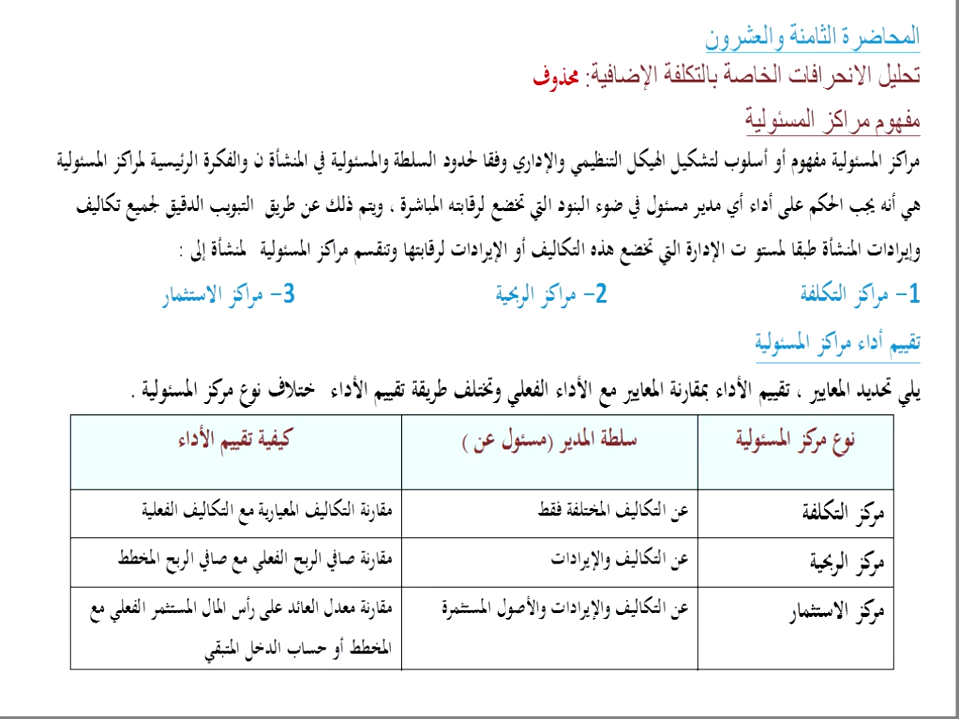 المحاضرة الثامنة والعشرون
تحليل الانحرافات الخاصة بالتكلفة الإضافية: محذوف
مفهوم مراكز المسئولية
مراكز المسئولية مفهوم أو أسلوب لتشكيل الهيكل التنظيمي والإداري وفقا لحدود السلطة والمسئولية في المنشأة ن والفكرة الرئيسية لمراكز المسئولية
هي أنه يجب الحكم على أداء أي مدير مسئول في ضوء البنود التي تخضع لرقابته المباشرة ، ويتم ذلك عن طريق التبويب الدقيق لجميع تكاليف
وإيرادات المنشأة طبقا لمستو ت الإدارة التي تخضع هذه التكاليف أو الإيرادات لرقابتها وتنقسم مراكز المسئولية لمنشأة إلى :
1- مراكز التكلفة 2- مراكز الربحية 3- مراكز الاستثمار
تقييم أداء مراكز المسئولية
يلي تحديد المعايير ، تقييم الأداء بمقارنة المعايير مع الأداء الفعلي وتختلف طريقة تقييم الأداء ختلاف نوع مركز المسئولية .
نوع مركز المسئولية سلطة المدير (مسئول عن ) كيفية تقييم الأداء
مركز التكلفة عن التكاليف المختلفة فقط مقارنة التكاليف المعيارية مع التكاليف الفعلية
مركز الربحية عن التكاليف والإيرادات مقارنة صافي الربح الفعلي مع صافي الربح المخطط
مركز الاستثمار عن التكاليف والإيرادات والأصول المستثمرة مقارنة معدل العائد على رأس المال المستثمر الفعلي مع
المخطط أو حساب الدخل المتبقي